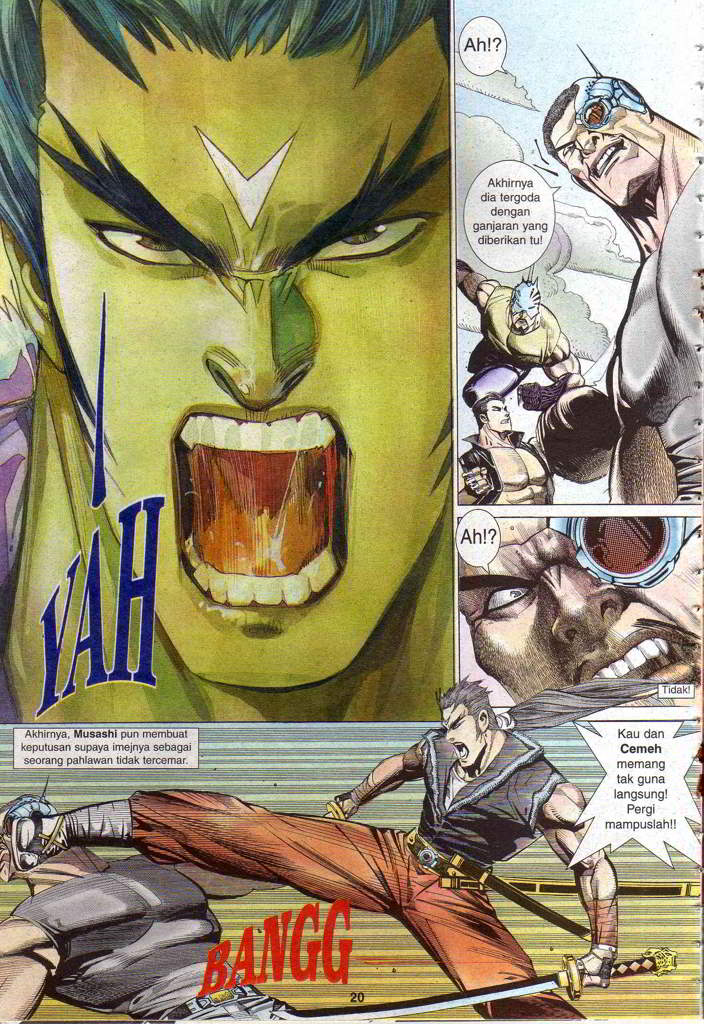 YAH
Ah!?
Akhirnya
dia tergoda
dengan
ganjaran yang
diberikan tu!
Ah!?
Tidak!
Akhirnya, Musashi pun membuat
keputusan supaya imejnya sebagai
seorang pahlawan tidak tercemar.
Kau dan
Cemeh
memang
tak guna
langsung!
Pergi
mampuslah!!
BANGG
20